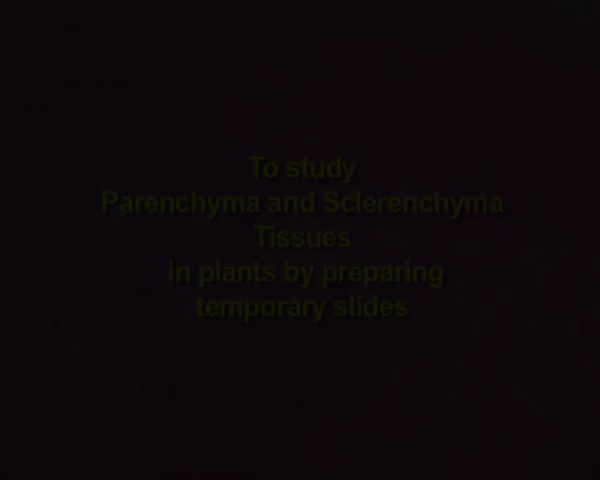 To study
Parenchyma and Sclerenchyma
Tissues
in plants by preparing
temporary slides